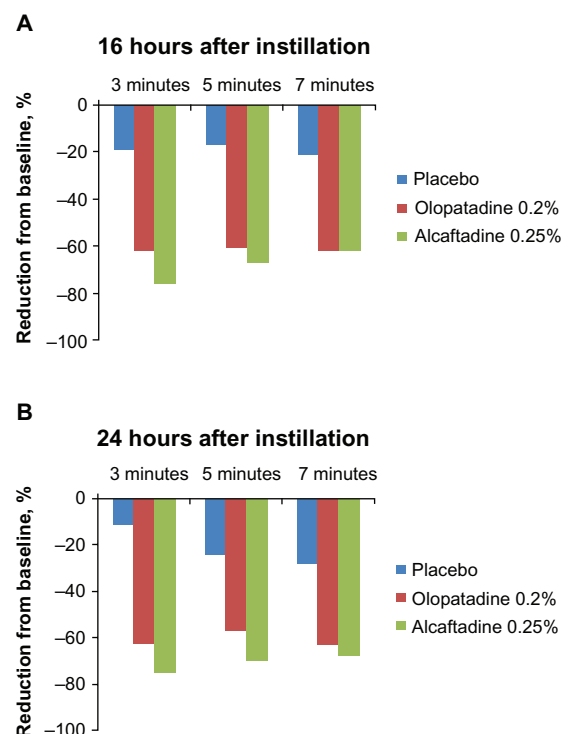 A
16 hours after instillation
3 minutes 5 minutes 7 minutes
Reduction from baseline, %
0
–20
–40
–60
–80
–100
Placebo
Olopatadine 0.2%
Alcaftadine 0.25%
B
24 hours after instillation
3 minutes 5 minutes 7 minutes
Reduction from baseline, %
0
–20
–40
–60
–80
–100
Placebo
Olopatadine 0.2%
Alcaftadine 0.25%